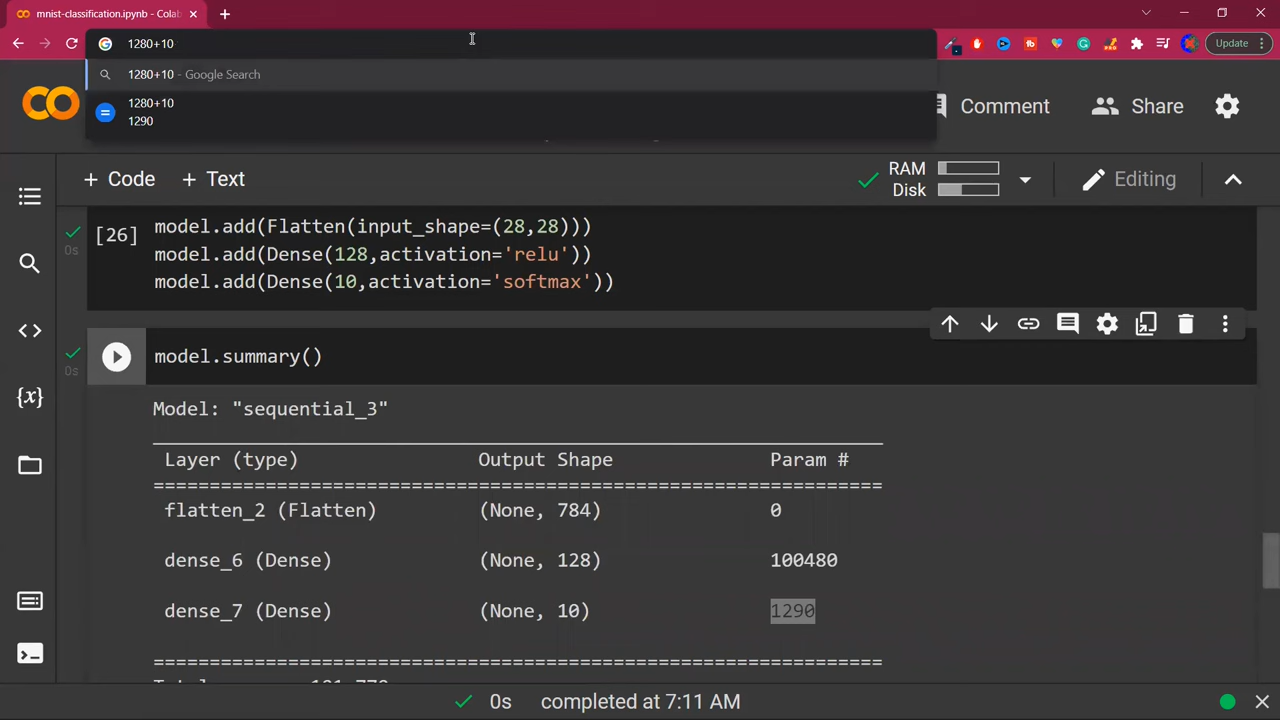 mnist-classification.ipynb - Colab
1280+10
Update
1280+10 - Google Search
1280+10
1290
Comment
Share
+ Code + Text
RAM
Disk
Editing
[26]
0s
model.add(Flatten(input_shape=(28,28)))
model.add(Dense(128,activation='relu'))
model.add(Dense(10,activation='softmax'))
0s
model.summary()
Model: "sequential_3"
Layer (type) Output Shape Param #
=================================================================
flatten_2 (Flatten) (None, 784) 0
dense_6 (Dense) (None, 128) 100480
dense_7 (Dense) (None, 10) 1290
=================================================================
0s completed at 7:11 AM